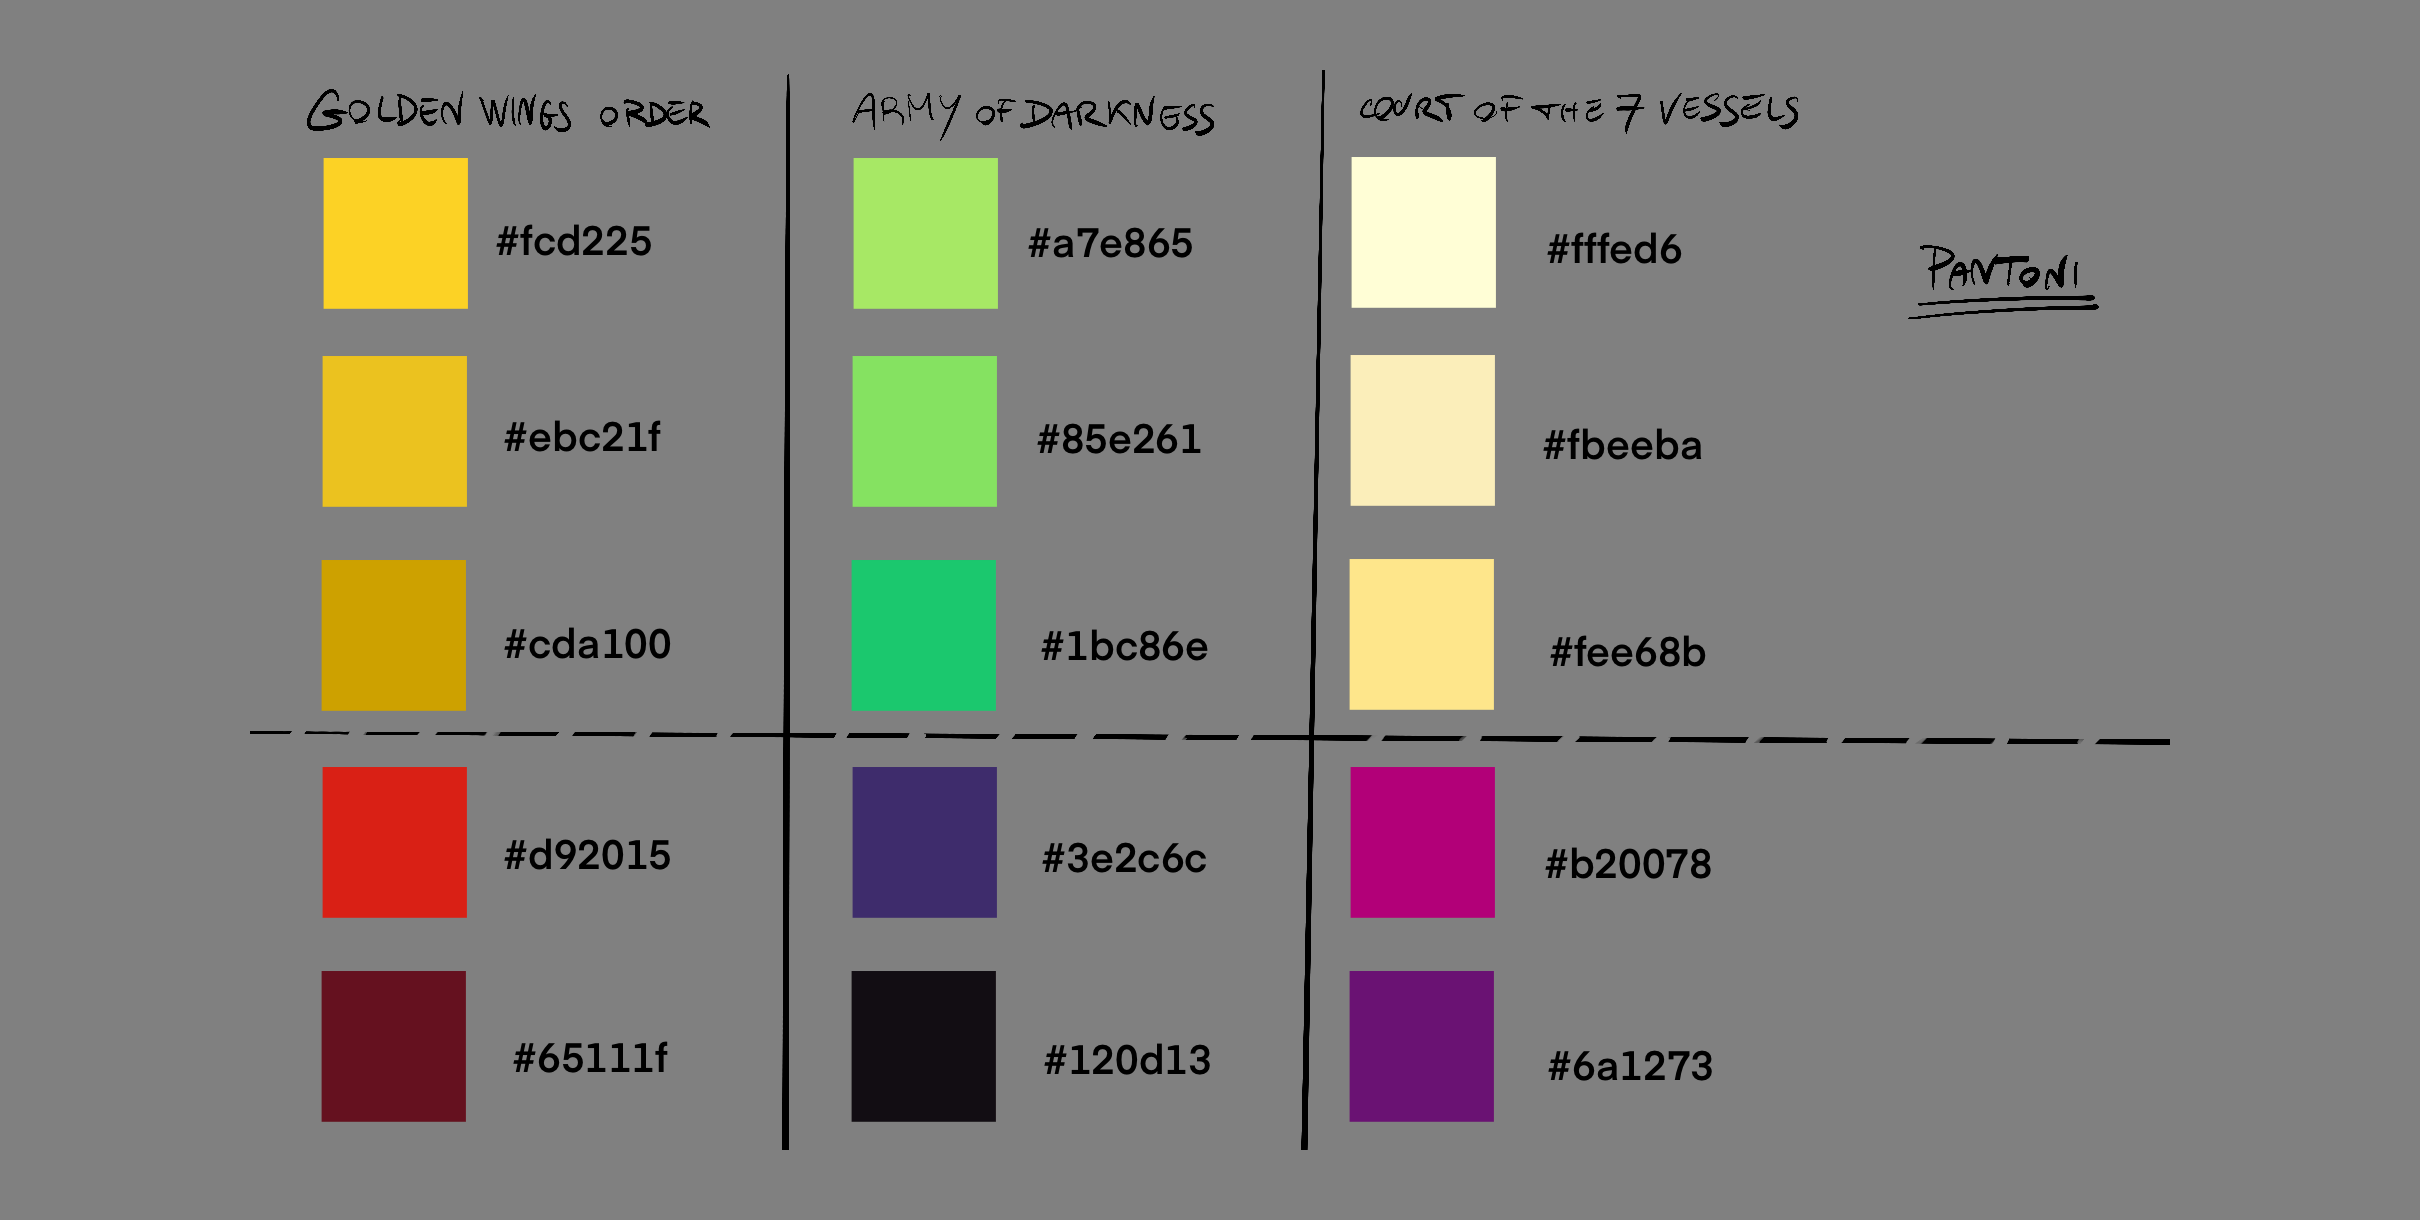 GOLDEN WINGS ORDER
#fcd225
#ebc21f
#cda100
#d92015
#65111f
ARMY OF DARKNESS
#a7e865
#85e261
#1bc86e
#3e2c6c
#120d13
COURT OF THE 7 VESSELS
#fffed6
#fbeeba
#fee68b
#b20078
#6a1273
PANTONI